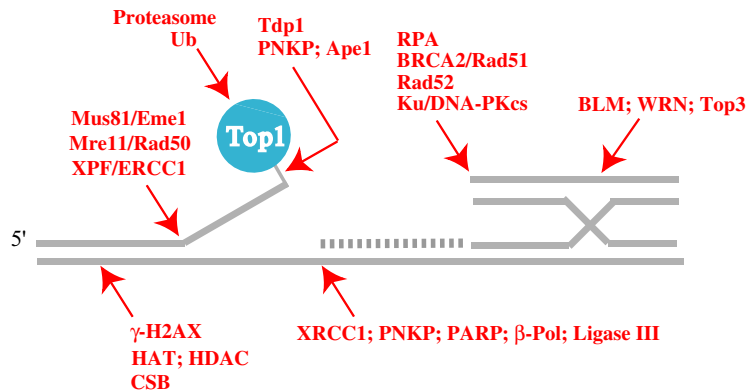 Proteasome
Ub
Tdp1
PNKP; Ape1
RPA
BRCA2/Rad51
Rad52
Ku/DNA-PKcs
BLM; WRN; Top3
Mus81/Eme1
Mre11/Rad50
XPF/ERCC1
Top1
5'
γ-H2AX
HAT; HDAC
CSB
XRCC1; PNKP; PARP; β-Pol; Ligase III